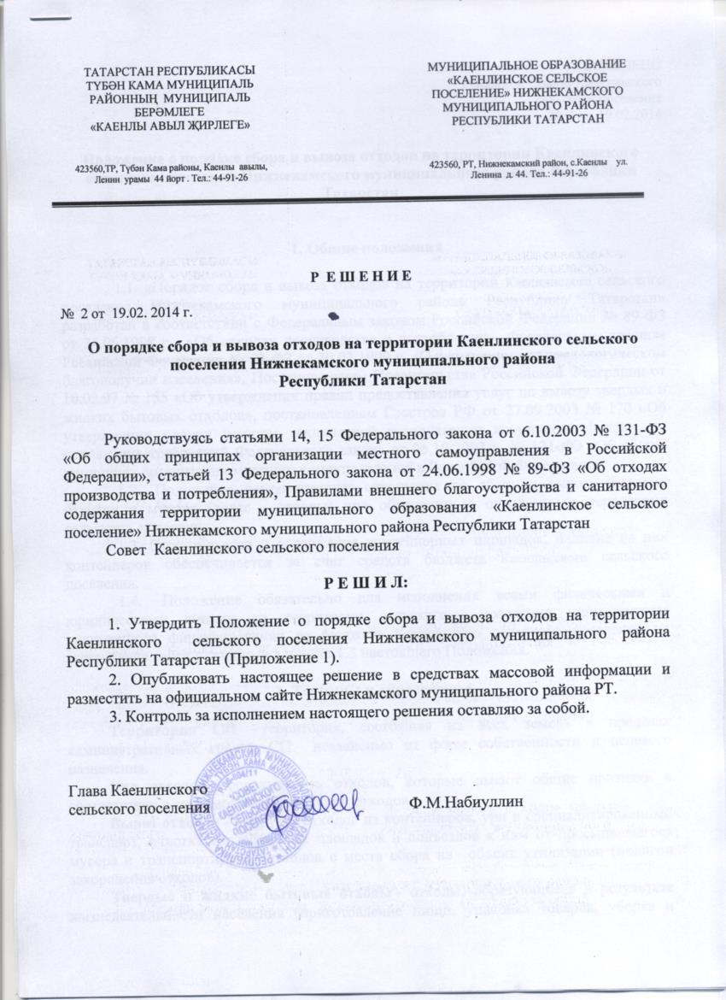 ТАТАРСТАН РЕСПУБЛИКАСЫ
ТҮБӘН КАМА МУНИЦИПАЛЬ
РАЙОННЫҢ МУНИЦИПАЛЬ
БЕРӘМЛЕГЕ
«КАЕНЛЫ АВЫЛ ҖИРЛЕГЕ»
423560,ТР, Түбән Кама районы, Каенлы авылы,
Ленин урамы 44 йорт . Тел.: 44-91-26
МУНИЦИПАЛЬНОЕ ОБРАЗОВАНИЕ
«КАЕНЛИНСКОЕ СЕЛЬСКОЕ
ПОСЕЛЕНИЕ» НИЖНЕКАМСКОГО
МУНИЦИПАЛЬНОГО РАЙОНА
РЕСПУБЛИКИ ТАТАРСТАН
423560, РТ, Нижнекамский район, с.Каенлы ул.
Ленина д. 44. Тел.: 44-91-26
Р Е Ш Е Н И Е
№ 2 от 19.02. 2014 г.
О порядке сбора и вывоза отходов на территории Каенлинского сельского
поселения Нижнекамского муниципального района
Республики Татарстан
Руководствуясь статьями 14, 15 Федерального закона от 6.10.2003 № 131-ФЗ
«Об общих принципах организации местного самоуправления в Российской
Федерации», статьей 13 Федерального закона от 24.06.1998 № 89-ФЗ «Об отходах
производства и потребления», Правилами внешнего благоустройства и санитарного
содержания территории муниципального образования «Каенлинское сельское
поселение» Нижнекамского муниципального района Республики Татарстан
Совет Каенлинского сельского поселения
Р Е Ш И Л:
1. Утвердить Положение о порядке сбора и вывоза отходов на территории
Каенлинского сельского поселения Нижнекамского муниципального района
Республики Татарстан (Приложение 1).
2. Опубликовать настоящее решение в средствах массовой информации и
разместить на официальном сайте Нижнекамского муниципального района РТ.
3. Контроль за исполнением настоящего решения оставляю за собой.
Глава Каенлинского
сельского поселения
Ф.М.Набиуллин
"СОВЕТ
КАЕНЛИНСКОГО
СЕЛЬСКОГО